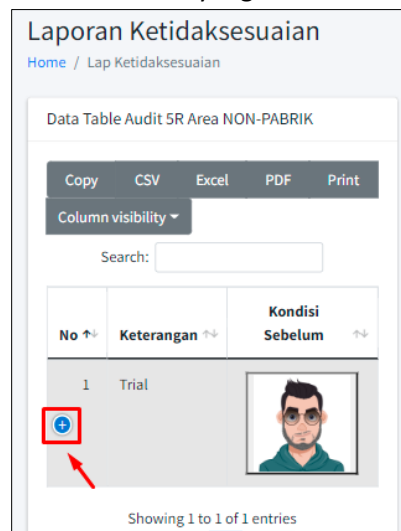 Laporan Ketidaksesuaian
Home / Lap Ketidaksesuaian
Data Table Audit 5R Area NON-PABRIK
Copy CSV Excel PDF Print
Column visibility
Search:
No Keterangan Kondisi Sebelum
1 Trial
Showing 1 to 1 of 1 entries